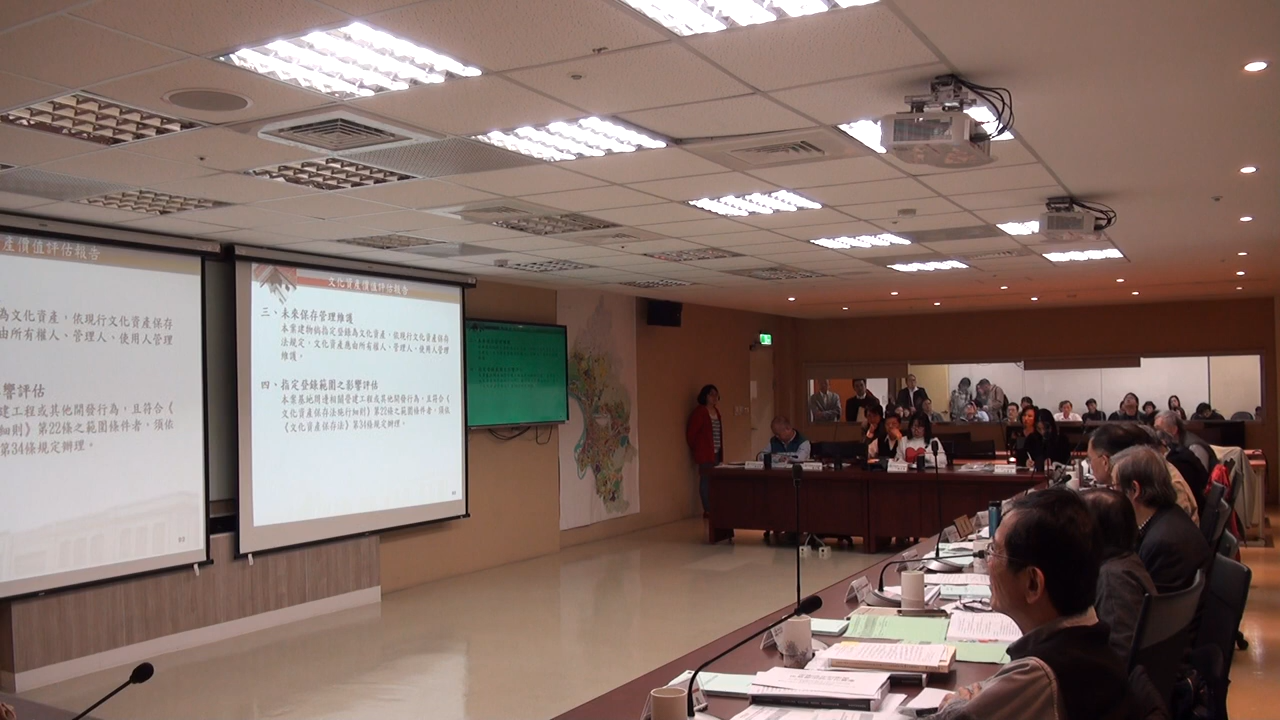 產價值評估報告
為文化資產，依現行文化資產保存
由所有權人、管理人、使用人管理
響評估
建工程或其他開發行為，且符合《
細則》第22條之範圍條件者，須依
第34條規定辦理。
93
文化資產價值評估報告
三、未來保存管理維護
本案建物倘指定登錄為文化資產，依現行文化資產保存
法規定，文化資產應由所有權人、管理人、使用人管理
維護。
四、指定登錄範圍之影響評估
本案基地周邊相關營建工程或其他開發行為，且符合《
文化資產保存法施行細則》第22條之範圍條件者，須依
《文化資產保存法》第34條規定辦理。
93